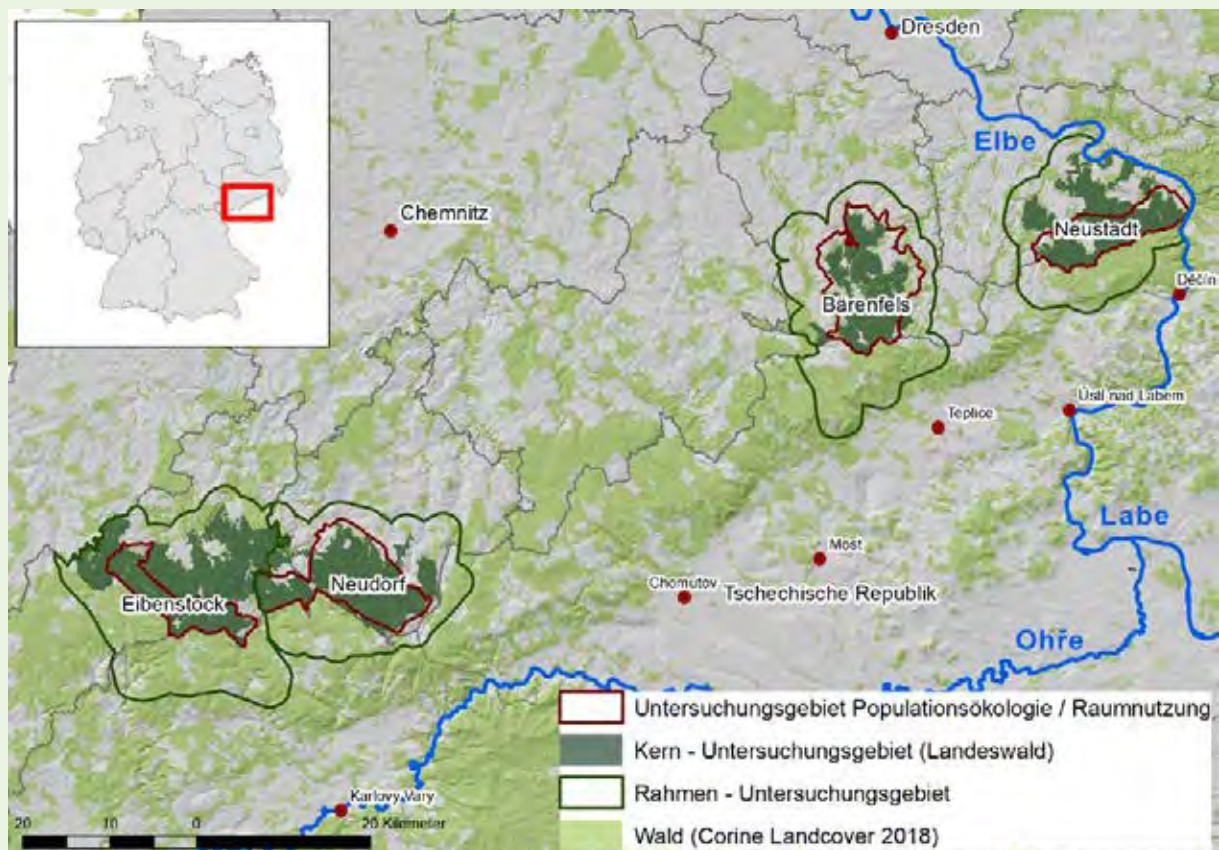 Dresden
Elbe
Chemnitz
Neustadt
Děčín
Bärenfels
Ústí nad Labem
Teplice
Labe
Most
Neudorf
Chomutov
Tschechische Republik
Eibenstock
Ohře
Untersuchungsgebiet Populationsökologie / Raumnutzung
Kern - Untersuchungsgebiet (Landeswald)
Rahmen - Untersuchungsgebiet
Karlovy Vary
20 10 0 20 Kilometer
Wald (Corine Landcover 2018)